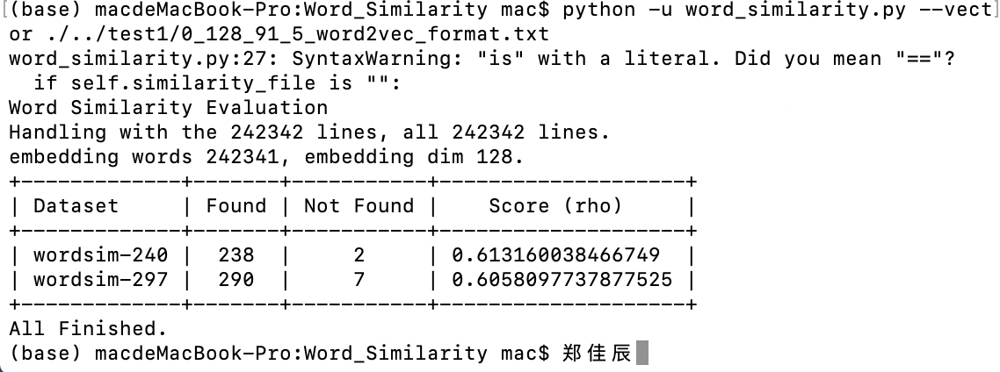 [(base) macdeMacBook-Pro:Word_Similarity mac$ python -u word_similarity.py --vect]
or ./../test1/0_128_91_5_word2vec_format.txt
word_similarity.py:27: SyntaxWarning: "is" with a literal. Did you mean "=="?
  if self.similarity_file is "":
Word Similarity Evaluation
Handling with the 242342 lines, all 242342 lines.
embedding words 242341, embedding dim 128.
+--------------+-------+-----------+--------------------+
| Dataset      | Found | Not Found |    Score (rho)     |
+--------------+-------+-----------+--------------------+
| wordsim-240  |  238  |     2     | 0.613160038466749  |
| wordsim-297  |  290  |     7     | 0.6058097737877525 |
+--------------+-------+-----------+--------------------+
All Finished.
(base) macdeMacBook-Pro:Word_Similarity mac$ 郑佳辰